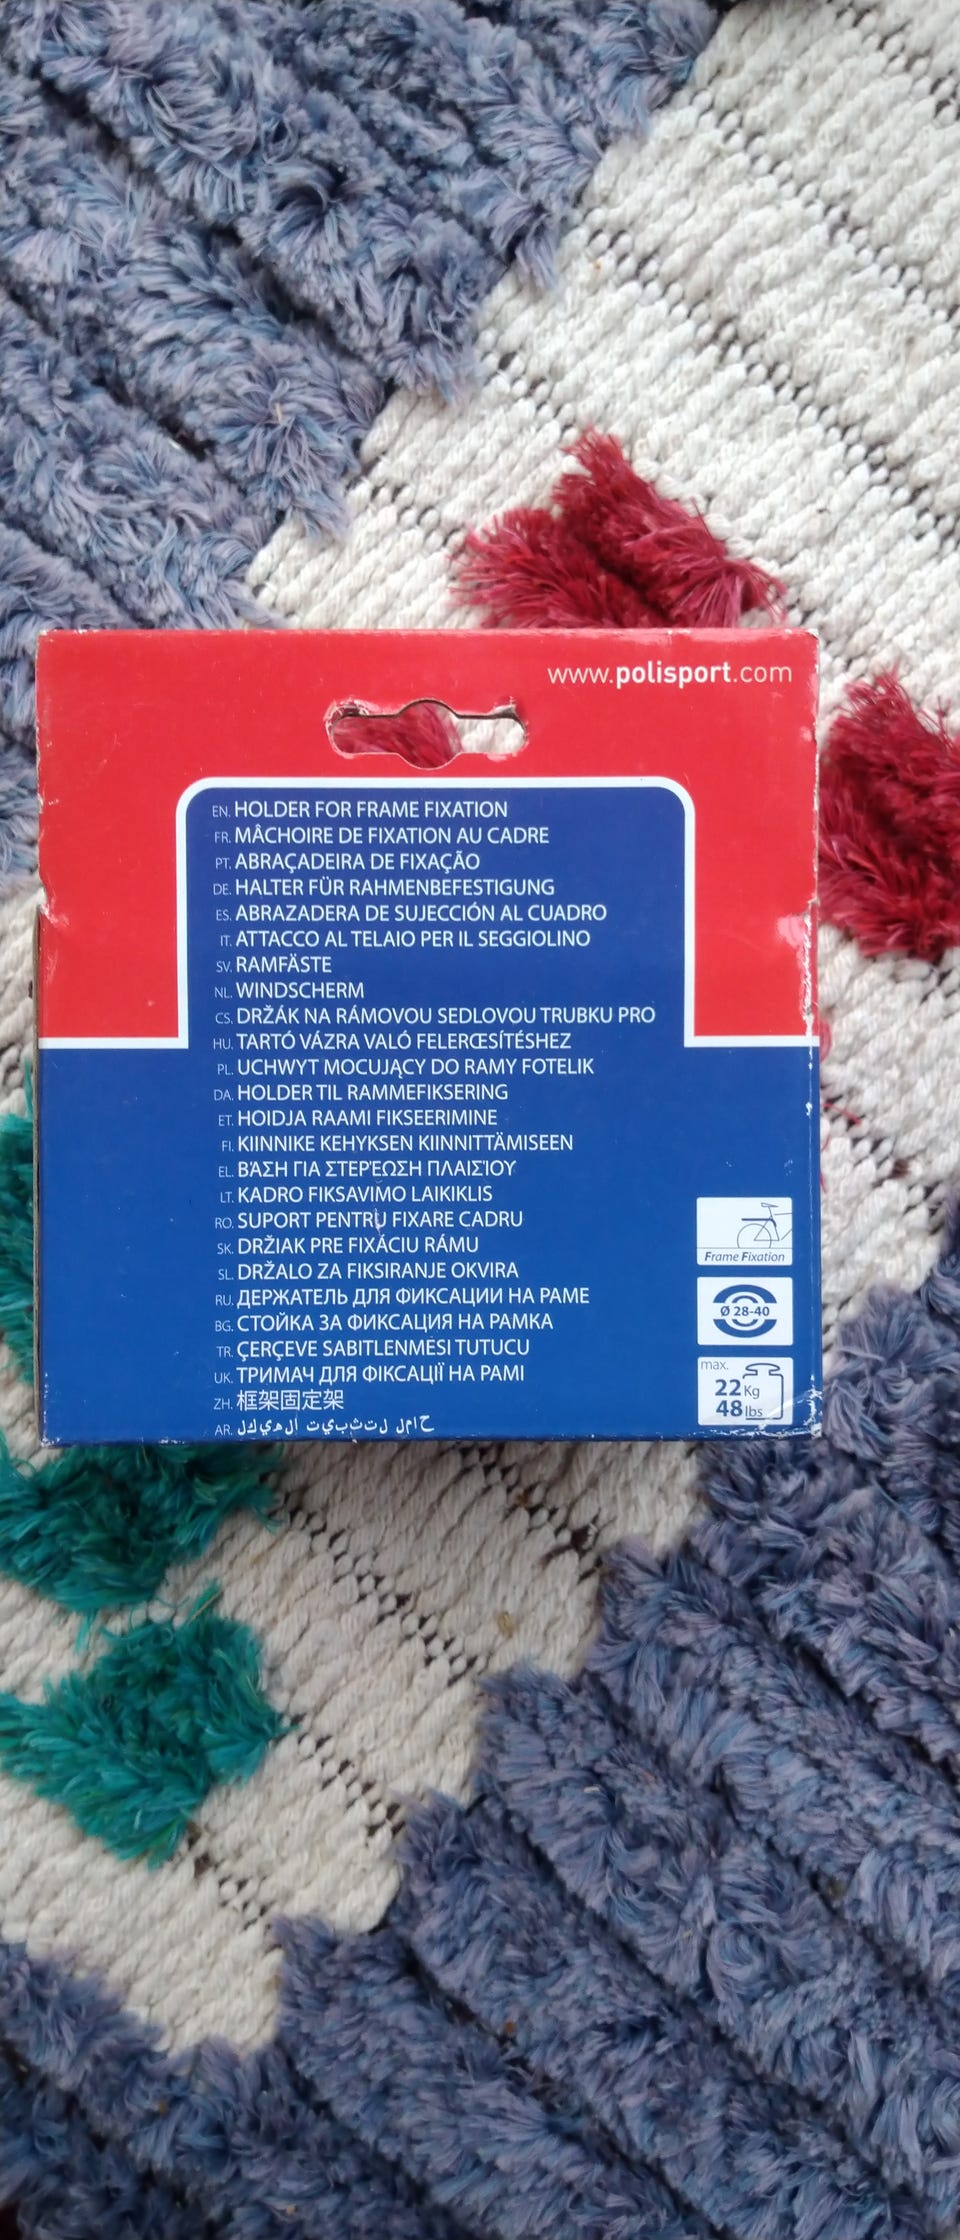 www.polisport.com
EN. HOLDER FOR FRAME FIXATION
FR. MÂCHOIRE DE FIXATION AU CADRE
PT. ABRAÇADEIRA DE FIXAÇÃO
DE. HALTER FÜR RAHMENBEFESTIGUNG
ES. ABRAZADERA DE SUJECCIÓN AL CUADRO
IT. ATTACCO AL TELAIO PER IL SEGGIOLINO
SV. RAMFÄSTE
NL. WINDSCHERM
CS. DRŽÁK NA RÁMOVOU SEDLOVOU TRUBKU PRO
HU. TARTÓ VÁZRA VALÓ FELERŒSÍTÉSHEZ
PL. UCHWYT MOCUJĄCY DO RAMY FOTELIK
DA. HOLDER TIL RAMMEFIKSERING
ET. HOIDJA RAAMI FIKSEERIMINE
FI. KIINNIKE KEHYKSEN KIINNITTÄMISEEN
EL. ΒΆΣΗ ΓΙΑ ΣΤΕΡΈΩΣΗ ΠΛΑΙΣΊΟΥ
LT. KADRO FIKSAVIMO LAIKIKLIS
RO. SUPORT PENTRU FIXARE CADRU
SK. DRŽIAK PRE FIXÁCIU RÁMU
SL. DRŽALO ZA FIKSIRANJE OKVIRA
RU. ДЕРЖАТЕЛЬ ДЛЯ ФИКСАЦИИ НА РАМЕ
BG. СТОЙКА ЗА ФИКСАЦИЯ НА РАМКА
TR. ÇERÇEVE SABITLENMESİ TUTUCU
UK. ТРИМАЧ ДЛЯ ФІКСАЦІЇ НА РАМІ
ZH. 框架固定架
AR. لكيهلا تيبثتل لماح
Frame Fixation
Ø 28-40
max.
22Kg
48lbs